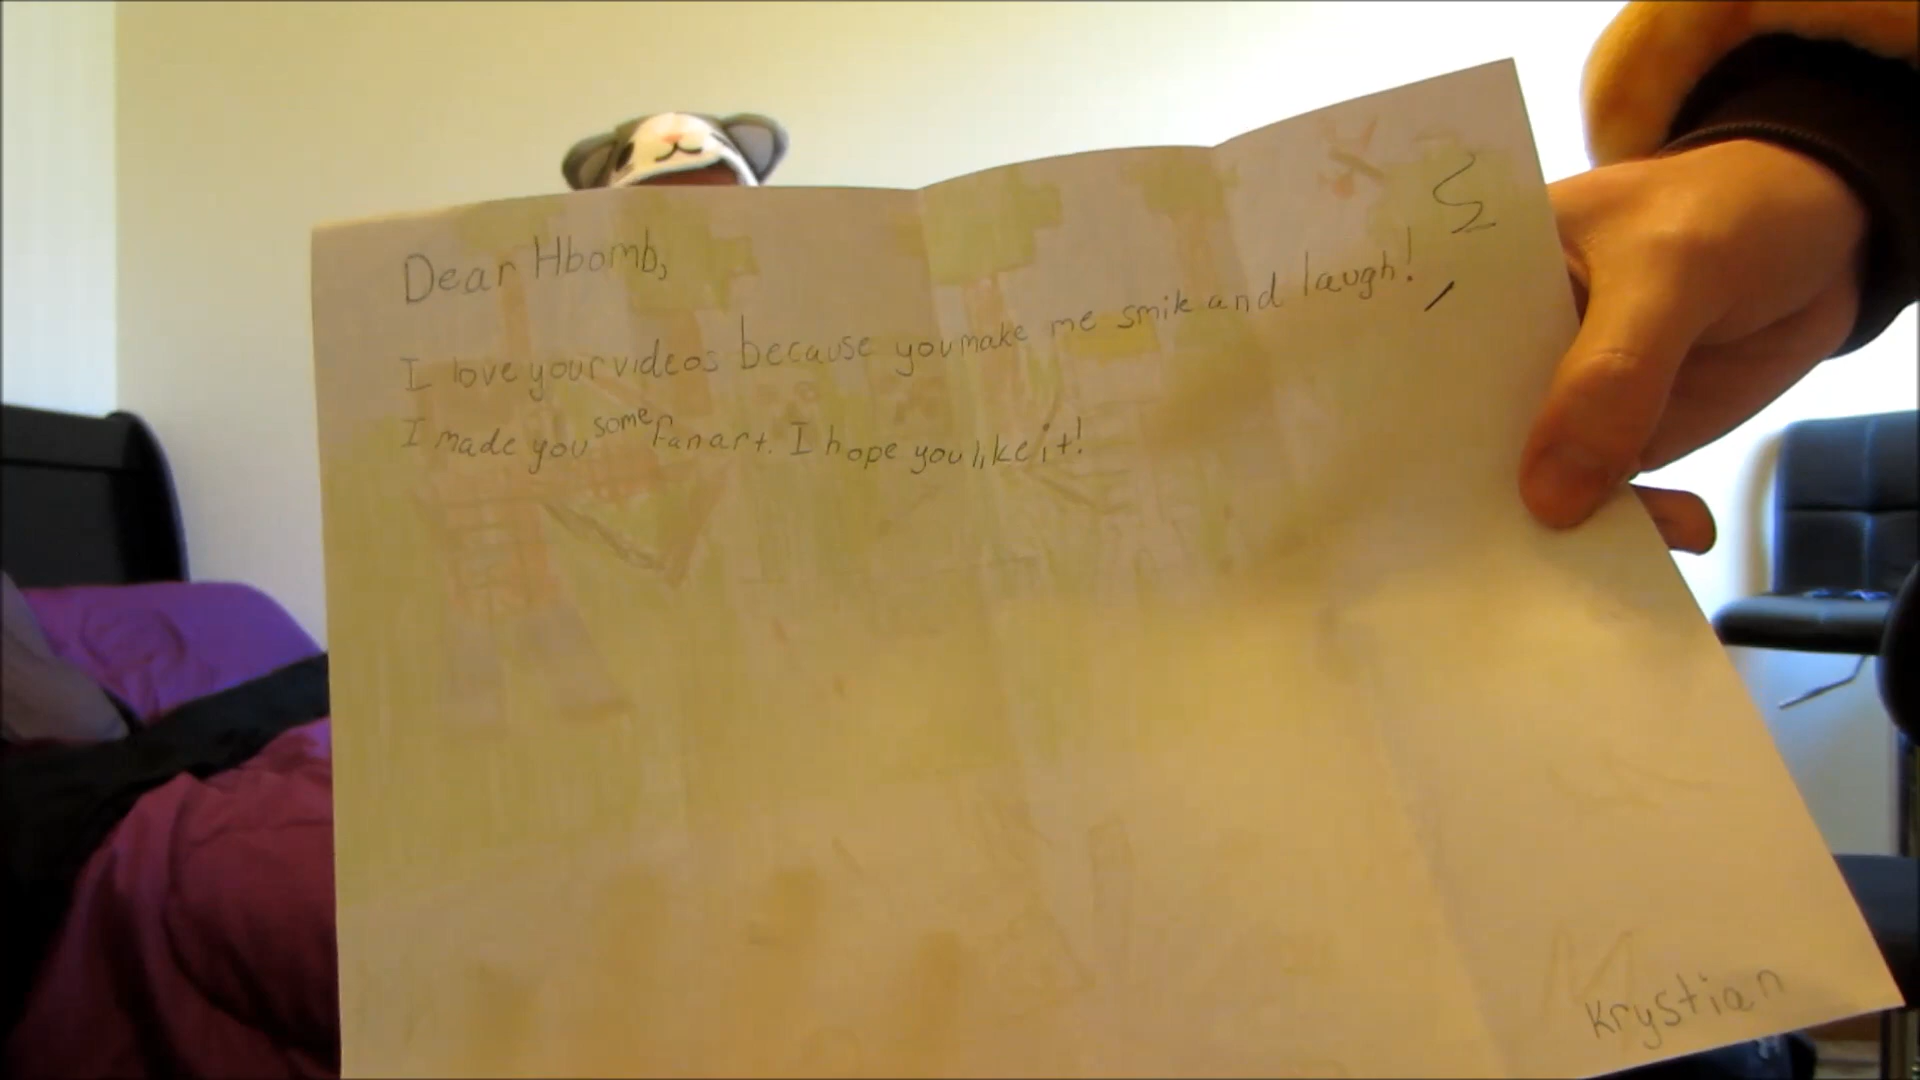 Dear Hbomb,
I love your videos because you make me smile and laugh!
I made you some fanart. I hope you like it!
Krystian